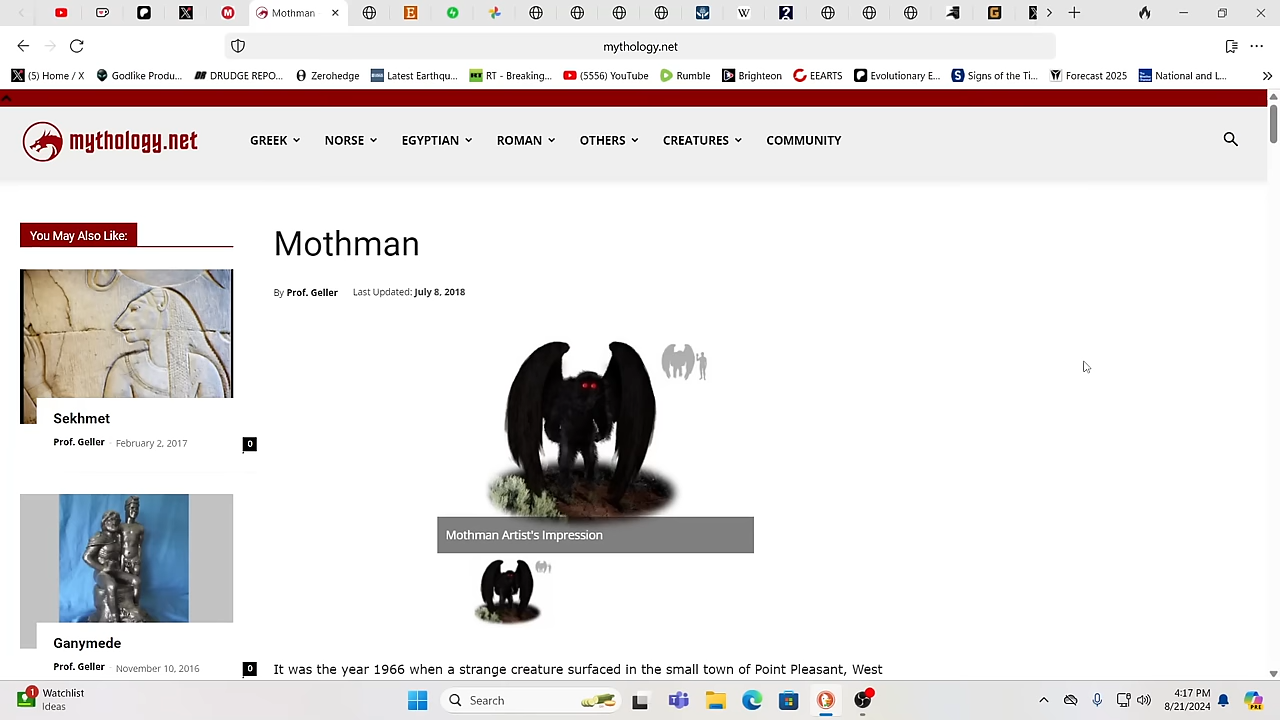 Mothman
mythology.net
(5) Home / X
Godlike Produ...
DRUDGE REPO...
Zerohedge
Latest Earthqu...
RT - Breaking...
(5556) YouTube
Rumble
Brighteon
EEARTS
Evolutionary E...
Signs of the Ti...
Forecast 2025
National and L...
mythology.net
GREEK
NORSE
EGYPTIAN
ROMAN
OTHERS
CREATURES
COMMUNITY
You May Also Like:
Sekhmet
Prof. Geller - February 2, 2017
0
Ganymede
Prof. Geller - November 10, 2016
0
Mothman
By Prof. Geller Last Updated: July 8, 2018
Mothman Artist's Impression
It was the year 1966 when a strange creature surfaced in the small town of Point Pleasant, West
1
Watchlist
Ideas
Search
4:17 PM
8/21/2024
PRE